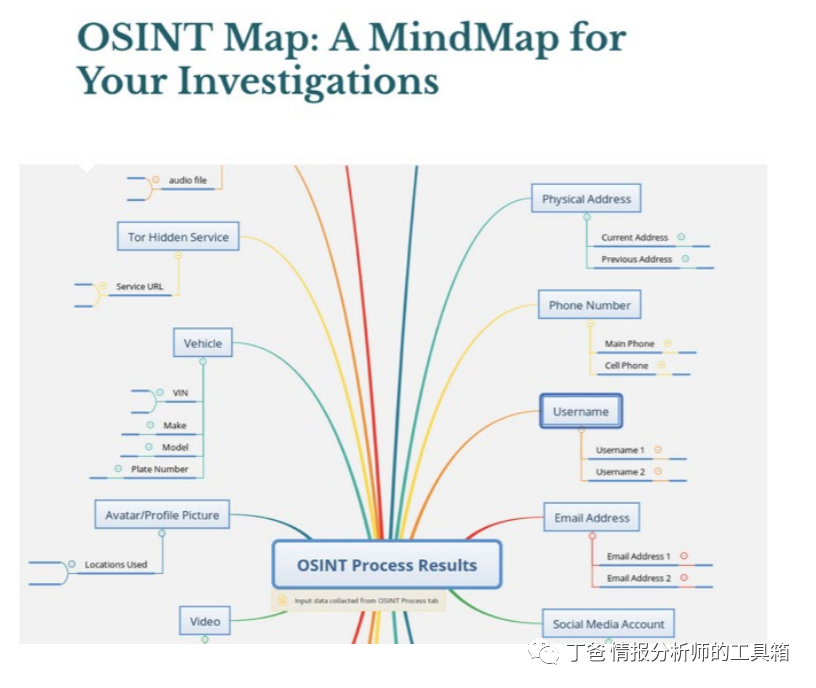 OSINT Map: A MindMap for
Your Investigations
audio file
Physical Address
Tor Hidden Service
Current Address
Previous Address
Service URL
Phone Number
Vehicle
Main Phone
Cell Phone
VIN
Make
Model
Plate Number
Username
Username 1
Username 2
Avatar/Profile Picture
Locations Used
Email Address
Email Address 1
Email Address 2
OSINT Process Results
Input data collected from OSINT Process tab
Video
Social Media Account
丁爸 情报分析师的工具箱